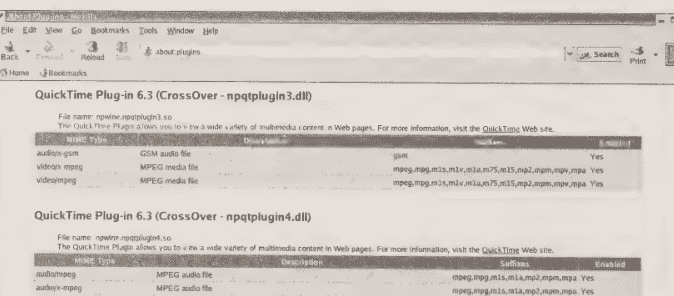 About Plug-ins - Mozilla
File Edit View Go Bookmarks Tools Window Help
Back Forward Reload Stop about:plugins Search Print
Home Bookmarks
QuickTime Plug-in 6.3 (CrossOver - npqtplugin3.dll)
File name: npwine.npqtplugin3.so
The QuickTime Plugin allows you to view a wide variety of multimedia content in Web pages. For more information, visit the QuickTime Web site.
MIME Type Description Suffixes Enabled
audio/x-gsm GSM audio file gsm Yes
video/x-mpeg MPEG media file mpeg,mpg,m1s,m1v,m1a,m75,m15,mp2,mpm,mpv,mpa Yes
video/mpeg MPEG media file mpeg,mpg,m1s,m1v,m1a,m75,m15,mp2,mpm,mpv,mpa Yes
QuickTime Plug-in 6.3 (CrossOver - npqtplugin4.dll)
File name: npwine.npqtplugin4.so
The QuickTime Plugin allows you to view a wide variety of multimedia content in Web pages. For more information, visit the QuickTime Web site.
MIME Type Description Suffixes Enabled
audio/mpeg MPEG audio file mpeg,mpg,m1s,m1a,mp2,mpm,mpa Yes
audio/x-mpeg MPEG audio file mpeg,mpg,m1s,m1a,mp2,mpm,mpa Yes